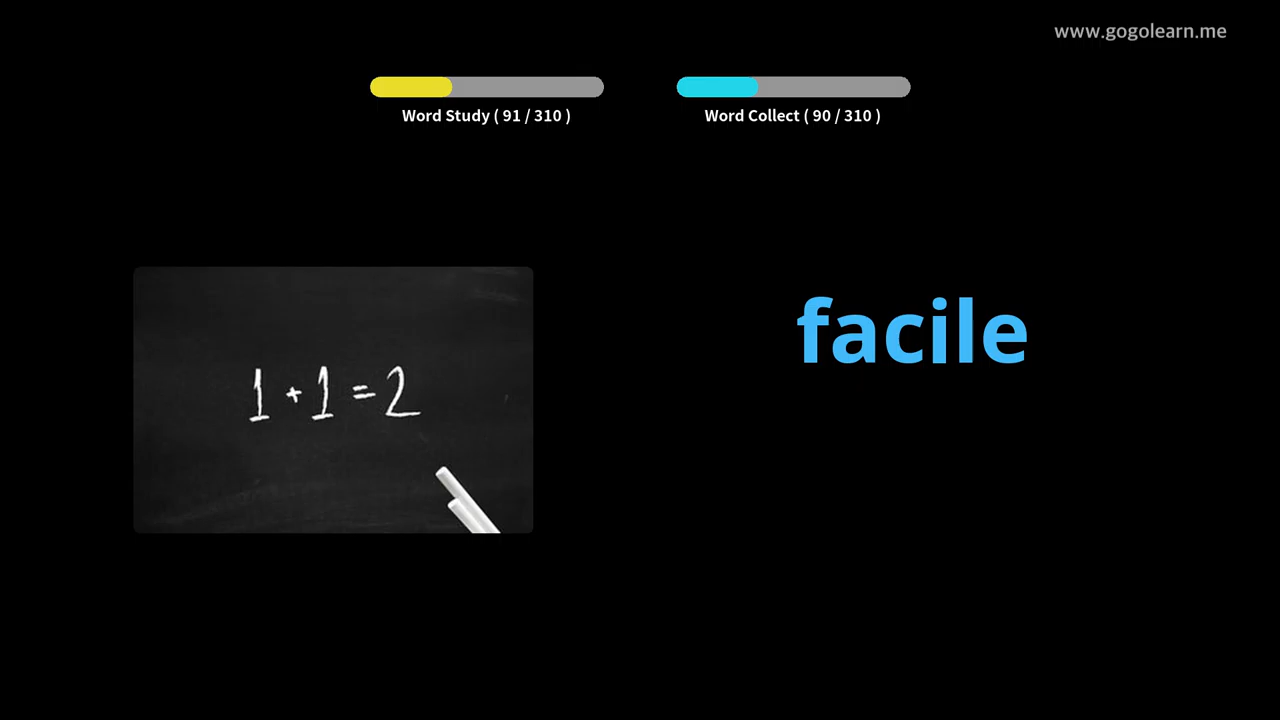 www.gogolearn.me
Word Study ( 91 / 310 )
Word Collect ( 90 / 310 )
facile
1 + 1 = 2